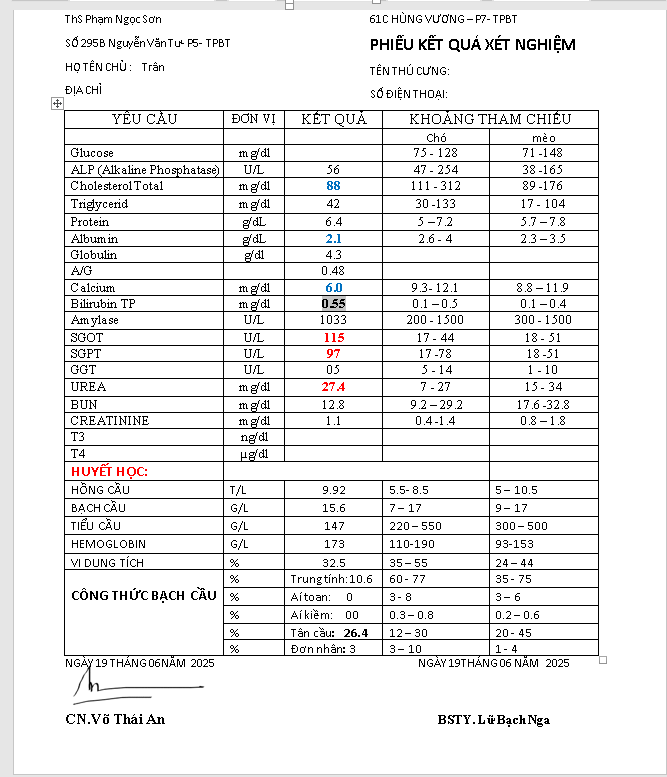 ThS Phạm Ngọc Sơn 61C HÙNG VƯƠNG – P7- TPBT
SỐ 295B Nguyễn Văn Tư- P5- TPBT PHIẾU KẾT QUẢ XÉT NGHIỆM
HỌ TÊN CHỦ : Trân TÊN THÚ CƯNG:
ĐỊA CHỈ SỐ ĐIỆN THOẠI:
YÊU CẦU ĐƠN VỊ KẾT QUẢ KHOẢNG THAM CHIẾU
Chó mèo
Glucose mg/dl 75 - 128 71 -148
ALP (Alkaline Phosphatase) U/L 56 47 - 254 38 -165
Cholesterol Total mg/dl 88 111 - 312 89 -176
Triglycerid mg/dl 42 30 -133 17 - 104
Protein g/dL 6.4 5 –7.2 5.7 – 7.8
Albumin g/dL 2.1 2.6 - 4 2.3 – 3.5
Globulin g/dl 4.3
A/G 0.48
Calcium mg/dl 6.0 9.3- 12.1 8.8 – 11.9
Bilirubin TP mg/dl 0.55 0.1 – 0.5 0.1 – 0.4
Amylase U/L 1033 200 - 1500 300 - 1500
SGOT U/L 115 17 - 44 18 - 51
SGPT U/L 97 17 -78 18 -51
GGT U/L 05 5 - 14 1 - 10
UREA mg/dl 27.4 7 - 27 15 - 34
BUN mg/dl 12.8 9.2 – 29.2 17.6 -32.8
CREATININE mg/dl 1.1 0.4 -1.4 0.8 – 1.8
T3 ng/dl
T4 µg/dl
HUYẾT HỌC:
HỒNG CẦU T/L 9.92 5.5- 8.5 5 – 10.5
BẠCH CẦU G/L 15.6 7 – 17 9 – 17
TIỂU CẦU G/L 147 220 – 550 300 – 500
HEMOGLOBIN G/L 173 110-190 93-153
VI DUNG TÍCH % 32.5 35 – 55 24 – 44
CÔNG THỨC BẠCH CẦU % Trung tính: 10.6 60 - 77 35 - 75
% Aí toan: 0 3 - 8 3 – 6
% Aí kiềm: 00 0.3 – 0.8 0.2 – 0.6
% Tân cầu: 26.4 12 – 30 20 - 45
% Đơn nhân: 3 3 – 10 1- 4
NGÀY 19 THÁNG 06 NĂM 2025 NGÀY 19 THÁNG 06 NĂM 2025
CN.Võ Thái An BSTY. Lữ Bạch Nga